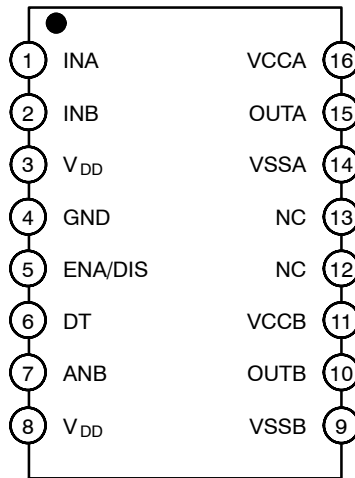 1 INA VCCA 16
2 INB OUTA 15
3 VDD VSSA 14
4 GND NC 13
5 ENA/DIS NC 12
6 DT VCCB 11
7 ANB OUTB 10
8 VDD VSSB 9